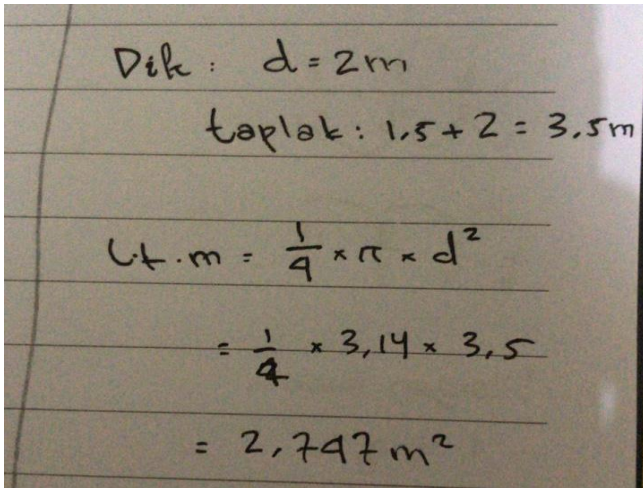 Dik : d = 2m
taplak : 1.5 + 2 = 3.5m
L.t.m = 1/4 × π × d²
= 1/4 × 3,14 × 3,5
= 2,747 m²